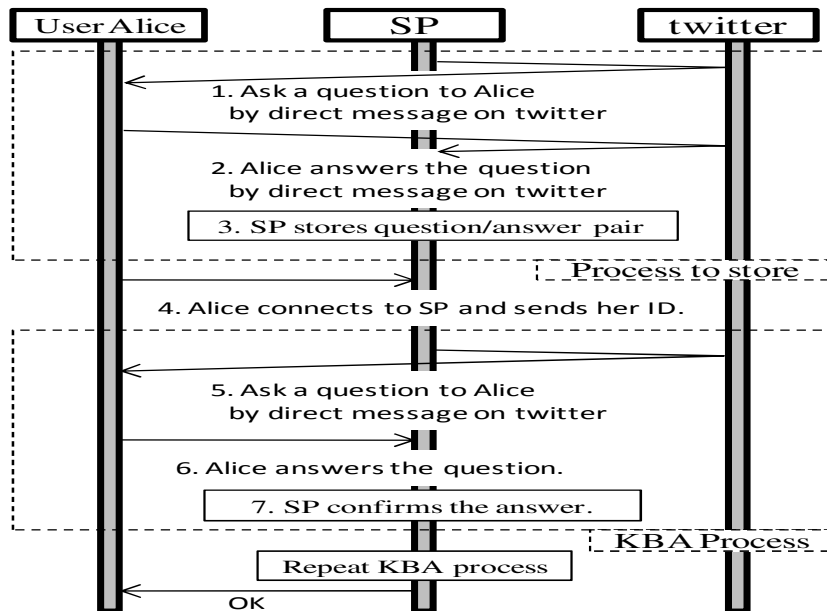 User Alice
SP
twitter
1. Ask a question to Alice
by direct message on twitter
2. Alice answers the question
by direct message on twitter
3. SP stores question/answer pair
Process to store
4. Alice connects to SP and sends her ID.
5. Ask a question to Alice
by direct message on twitter
6. Alice answers the question.
7. SP confirms the answer.
KBA Process
Repeat KBA process
OK